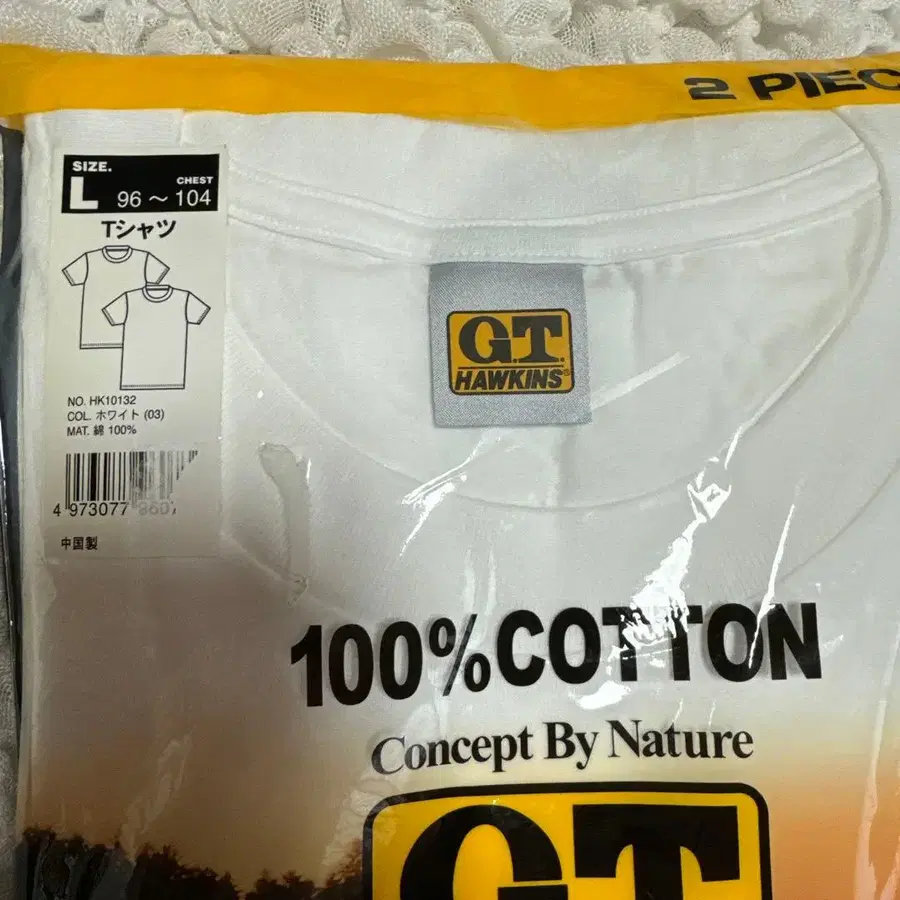 2 PIEC
SIZE.
L CHEST
96～104
Tシャツ
NO. HK10132
COL. ホワイト (03)
MAT. 綿 100%
4 973077
中国製
G.T.
HAWKINS®
100%COTTON
Concept By Nature
GT